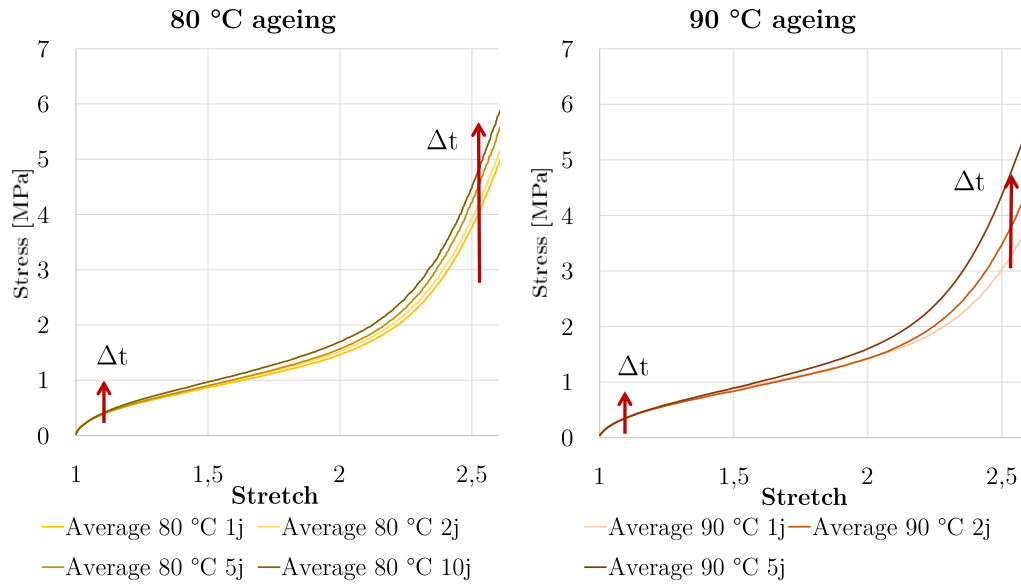 80 °C ageing
7
6
5
4
3
2
1
0
Stress [MPa]
Δt
Δt
1 1,5 2 2,5
Stretch
Average 80 °C 1j Average 80 °C 2j
Average 80 °C 5j Average 80 °C 10j
90 °C ageing
7
6
5
4
3
2
1
0
Stress [MPa]
Δt
Δt
1 1,5 2 2,5
Stretch
Average 90 °C 1j Average 90 °C 2j
Average 90 °C 5j